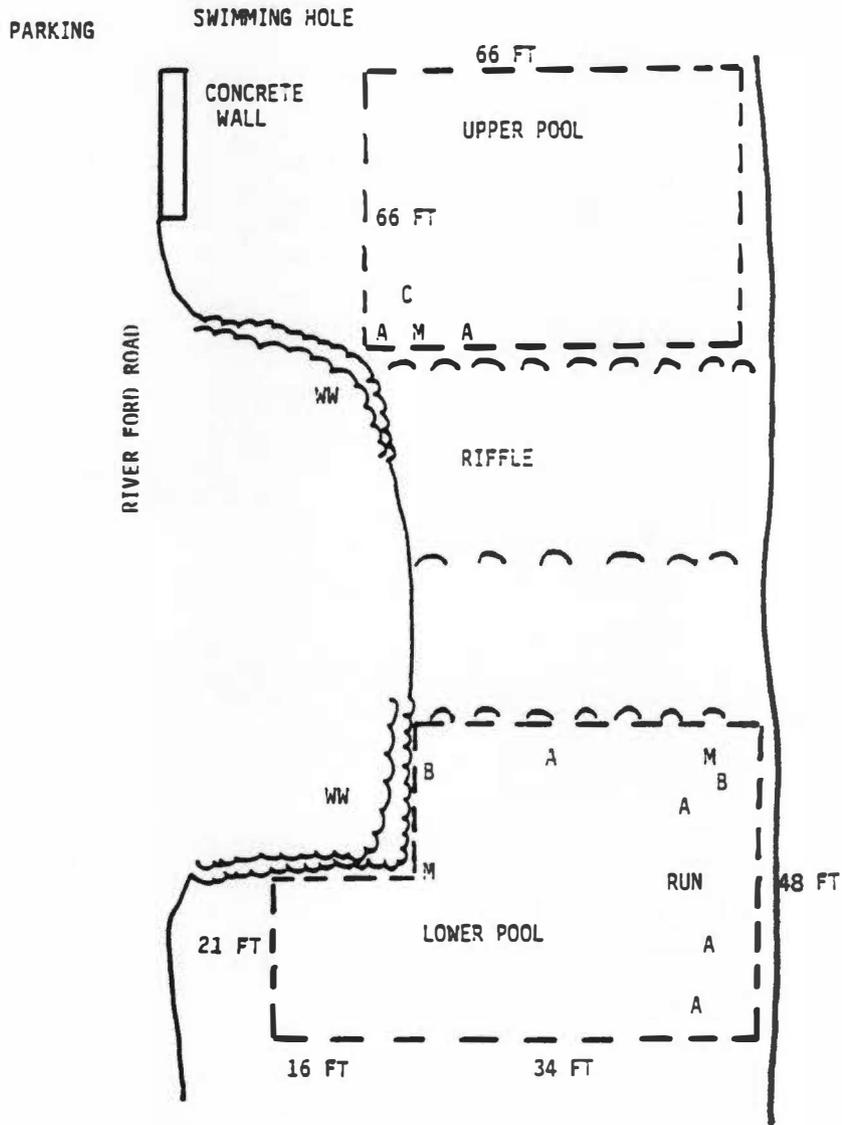 SWIMMING HOLE
PARKING
66 FT
CONCRETE
WALL
UPPER POOL
66 FT
C
A M A
RIVER FORD ROAD
WW
RIFFLE
B A M
B
WW
A
M
RUN
48 FT
21 FT
LOWER POOL
A
A
16 FT
34 FT